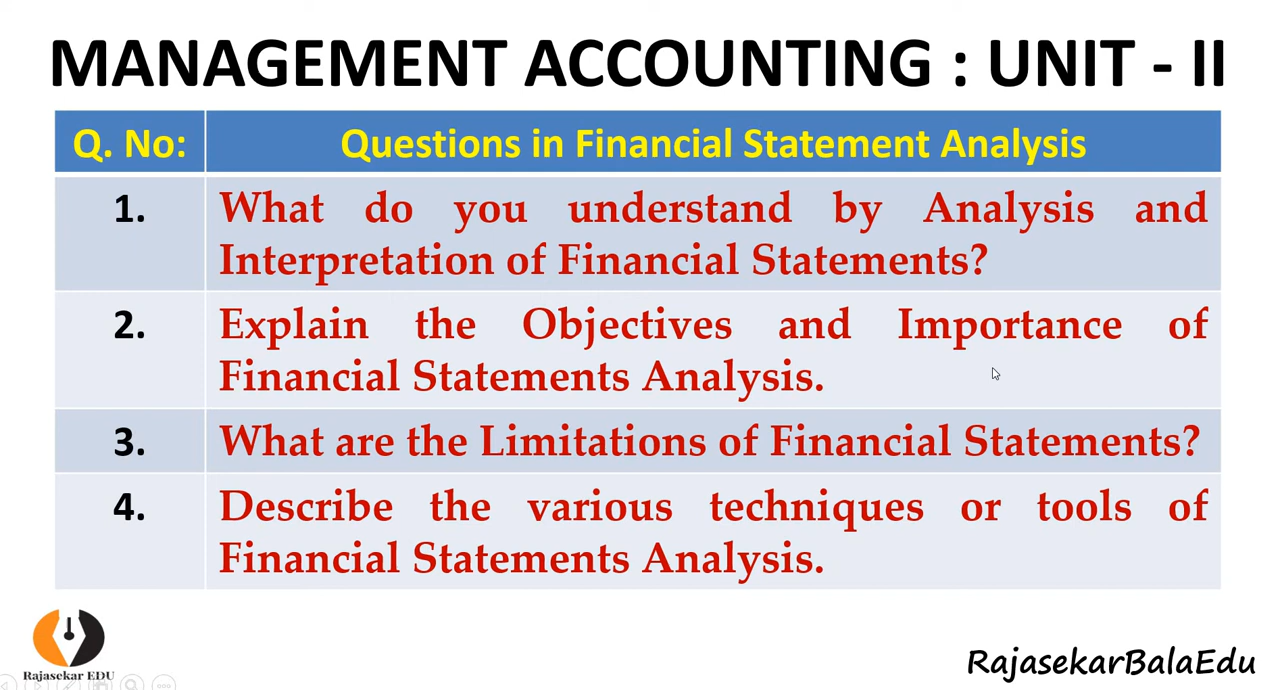 MANAGEMENT ACCOUNTING : UNIT - II
Q. No: Questions in Financial Statement Analysis
1. What do you understand by Analysis and
Interpretation of Financial Statements?
2. Explain the Objectives and Importance of
Financial Statements Analysis.
3. What are the Limitations of Financial Statements?
4. Describe the various techniques or tools of
Financial Statements Analysis.
Rajasekar EDU
RajasekarBalaEdu